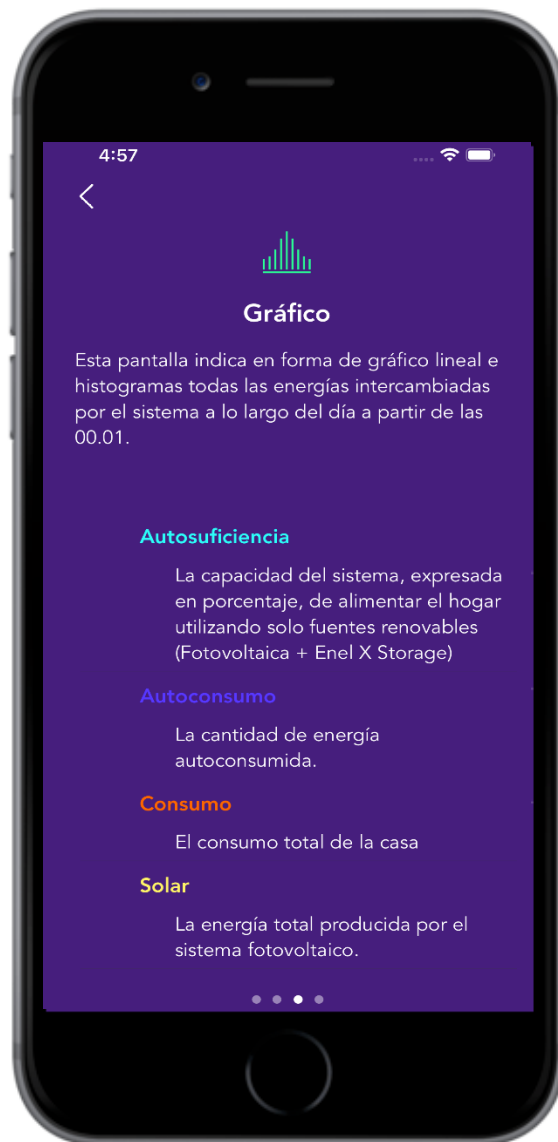 4:57
Gráfico
Esta pantalla indica en forma de gráfico lineal e
histogramas todas las energías intercambiadas
por el sistema a lo largo del día a partir de las
00.01.
Autosuficiencia
La capacidad del sistema, expresada
en porcentaje, de alimentar el hogar
utilizando solo fuentes renovables
(Fotovoltaica + Enel X Storage)
Autoconsumo
La cantidad de energía
autoconsumida.
Consumo
El consumo total de la casa
Solar
La energía total producida por el
sistema fotovoltaico.